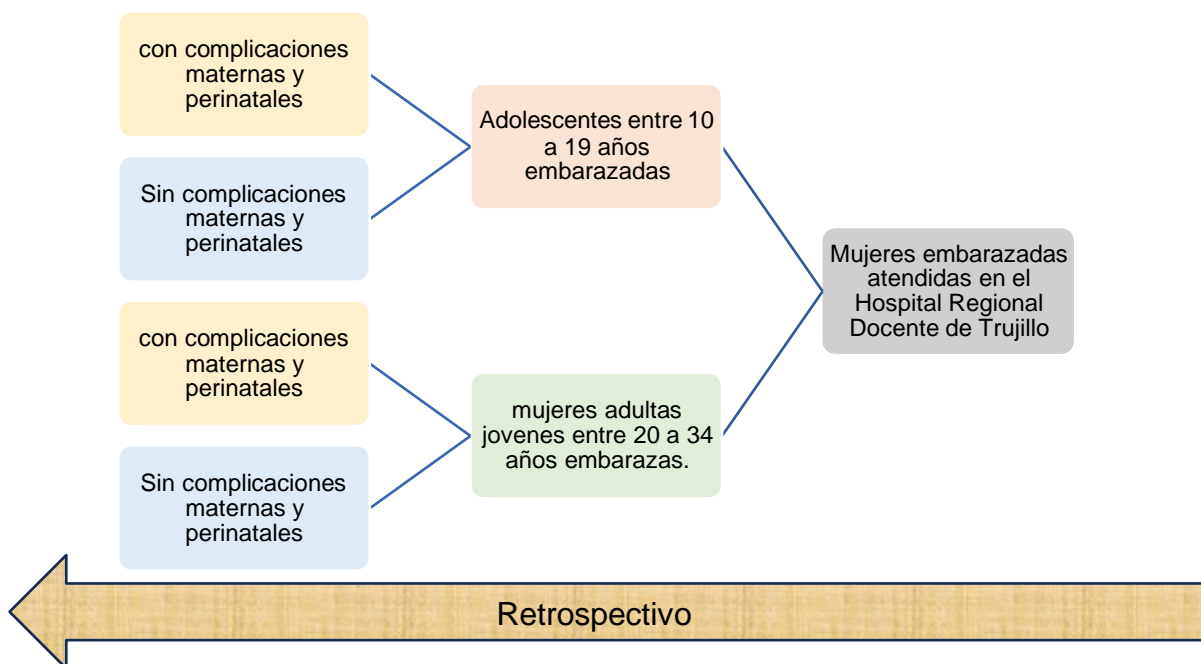 con complicaciones
maternas y
perinatales
Sin complicaciones
maternas y
perinatales
con complicaciones
maternas y
perinatales
Sin complicaciones
maternas y
perinatales
Adolescentes entre 10
a 19 años
embarazadas
mujeres adultas
jovenes entre 20 a 34
años embarazas.
Mujeres embarazadas
atendidas en el
Hospital Regional
Docente de Trujillo
Retrospectivo